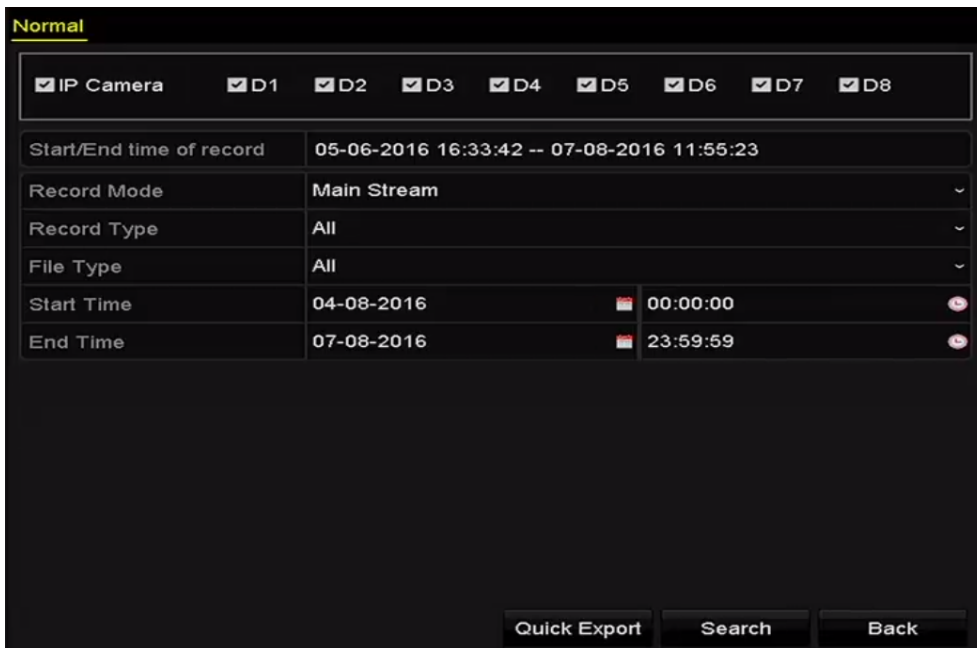 Normal
IP Camera D1 D2 D3 D4 D5 D6 D7 D8
Start/End time of record 05-06-2016 16:33:42 -- 07-08-2016 11:55:23
Record Mode Main Stream
Record Type All
File Type All
Start Time 04-08-2016 00:00:00
End Time 07-08-2016 23:59:59
Quick Export Search Back